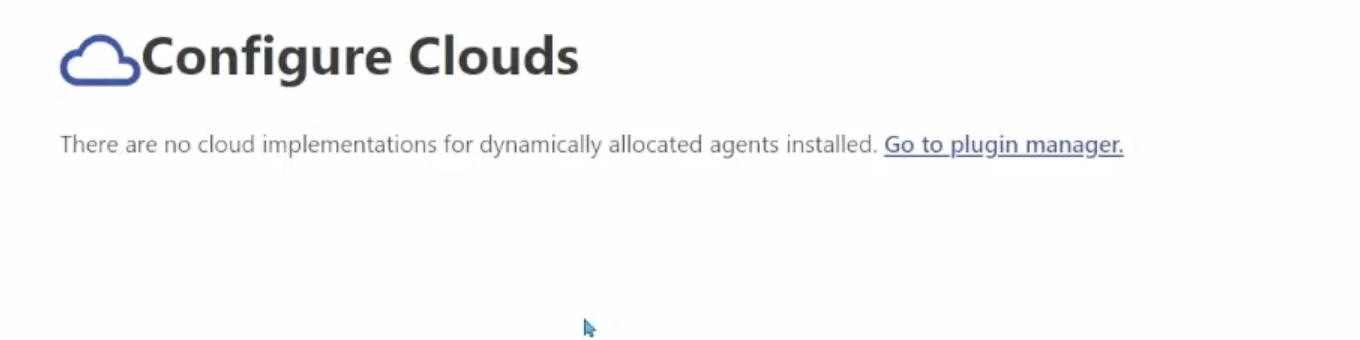 Configure Clouds
There are no cloud implementations for dynamically allocated agents installed. Go to plugin manager.